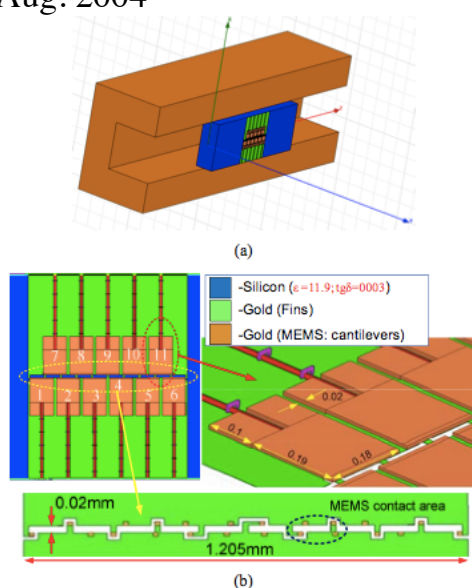 Aug. 2004
(a)
-Silicon (ε=11.9; tgδ=0003)
-Gold (Fins)
-Gold (MEMS: cantilevers)
7 8 9 10 11
4
1 2 3 5 6
0.02
0.1
0.19
0.18
0.02mm
MEMS contact area
1.205mm
(b)